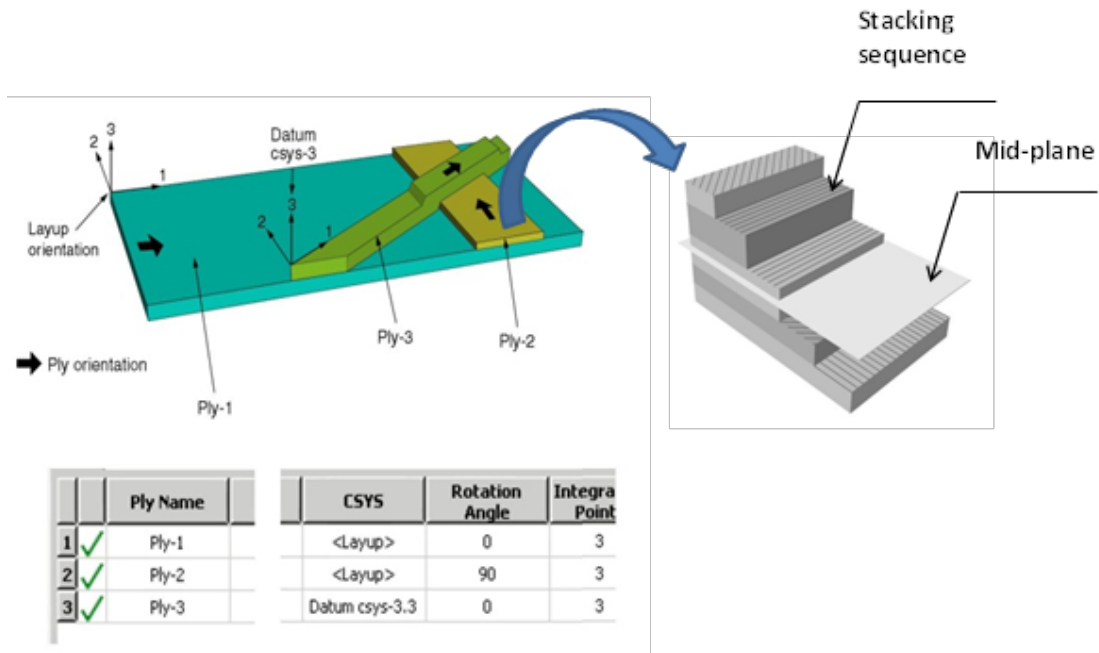 Stacking
sequence
Mid-plane
3
2
1
Layup
orientation
Datum
csys-3
3
2
1
Ply-3
Ply-2
Ply orientation
Ply-1
Ply Name CSYS Rotation Angle Integra Point
1 Ply-1 <Layup> 0 3
2 Ply-2 <Layup> 90 3
3 Ply-3 Datum csys-3.3 0 3